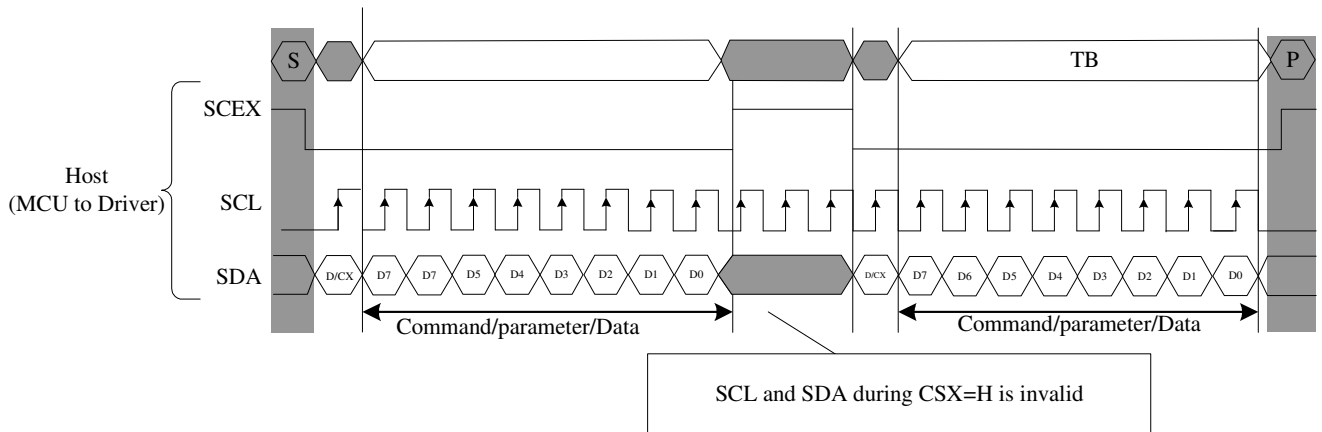 S TB P
SCEX
Host
(MCU to Driver)
SCL
SDA
D/CX D7 D7 D5 D4 D3 D2 D1 D0 D/CX D7 D6 D5 D4 D3 D2 D1 D0
Command/parameter/Data Command/parameter/Data
SCL and SDA during CSX=H is invalid